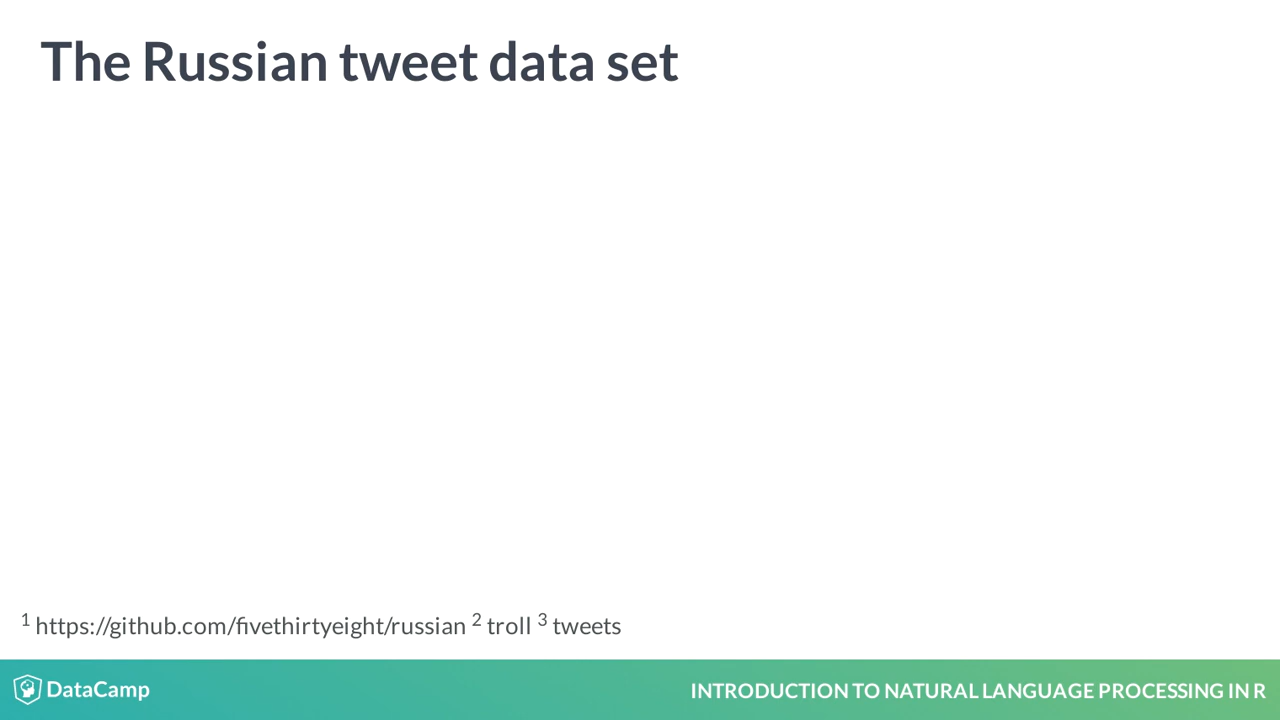 The Russian tweet data set
1 https://github.com/fivethirtyeight/russian 2 troll 3 tweets
DataCamp
INTRODUCTION TO NATURAL LANGUAGE PROCESSING IN R